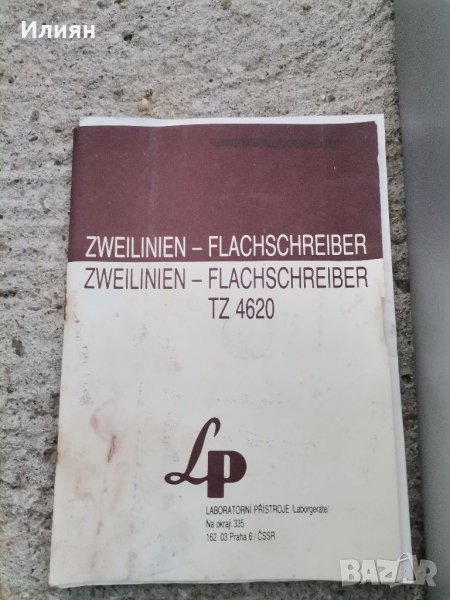 Илиян
ZWEILINIEN – FLACHSCHREIBER
ZWEILINIEN – FLACHSCHREIBER
TZ 4620
LP
LABORATORNÍ PŘÍSTROJE /Laborgeräte/
Na okraji 335
162 03 Praha 6 / ČSSR
BAZAR